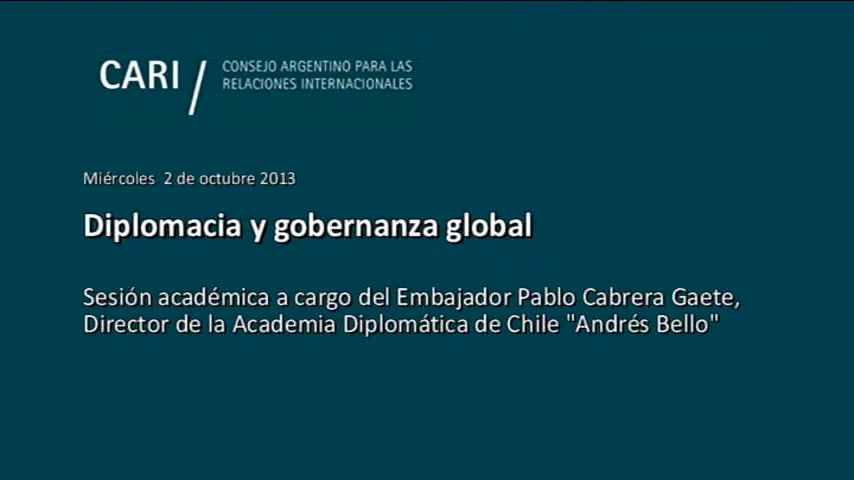 CARI /
CONSEJO ARGENTINO PARA LAS
RELACIONES INTERNACIONALES
Miércoles 2 de octubre 2013
Diplomacia y gobernanza global
Sesión académica a cargo del Embajador Pablo Cabrera Gaete,
Director de la Academia Diplomática de Chile "Andrés Bello"